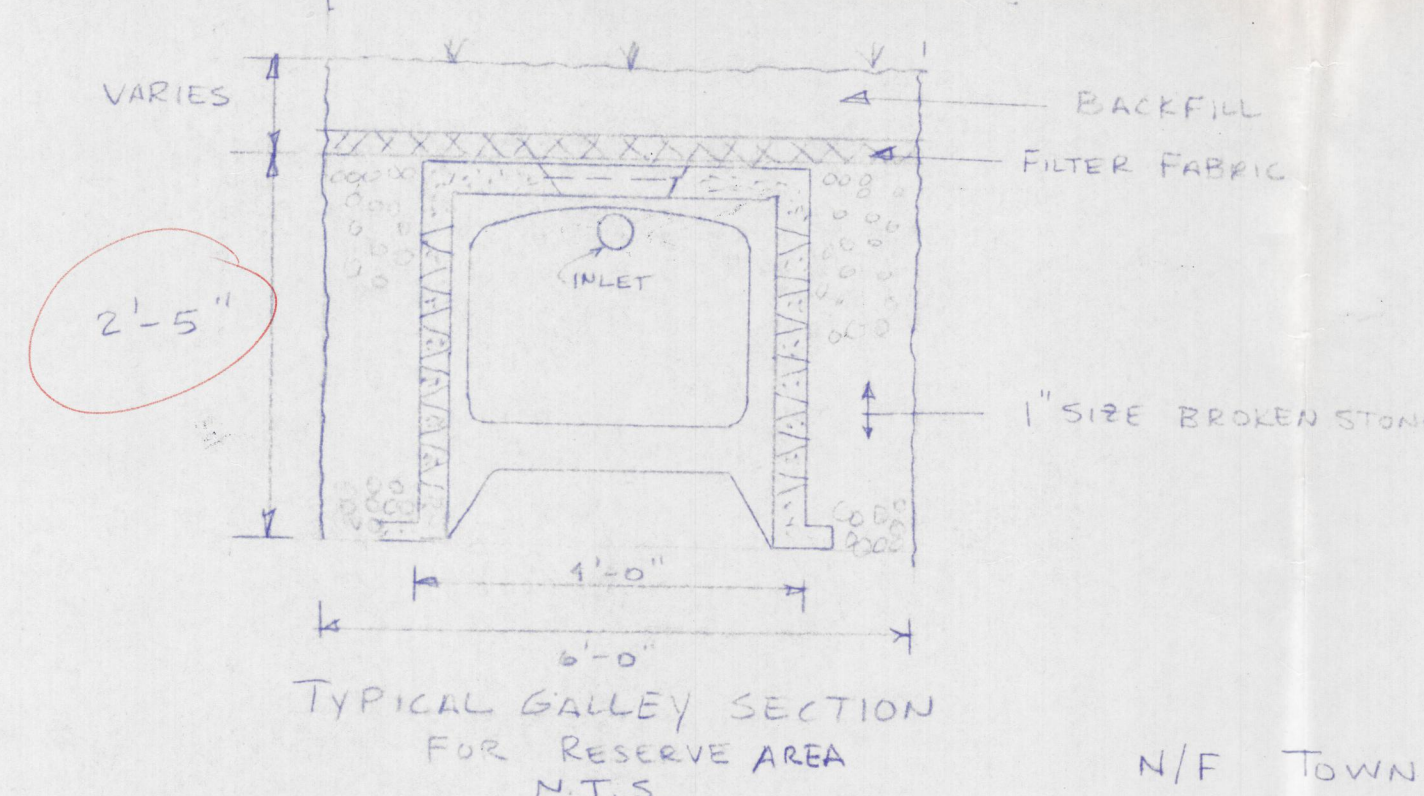 VARIES
BACKFILL
FILTER FABRIC
INLET
2'-5"
1" SIZE BROKEN
4'-0"
6'-0"
TYPICAL GALLEY SECTION
FOR RESERVE AREA
N.T.S
N/F TOWN